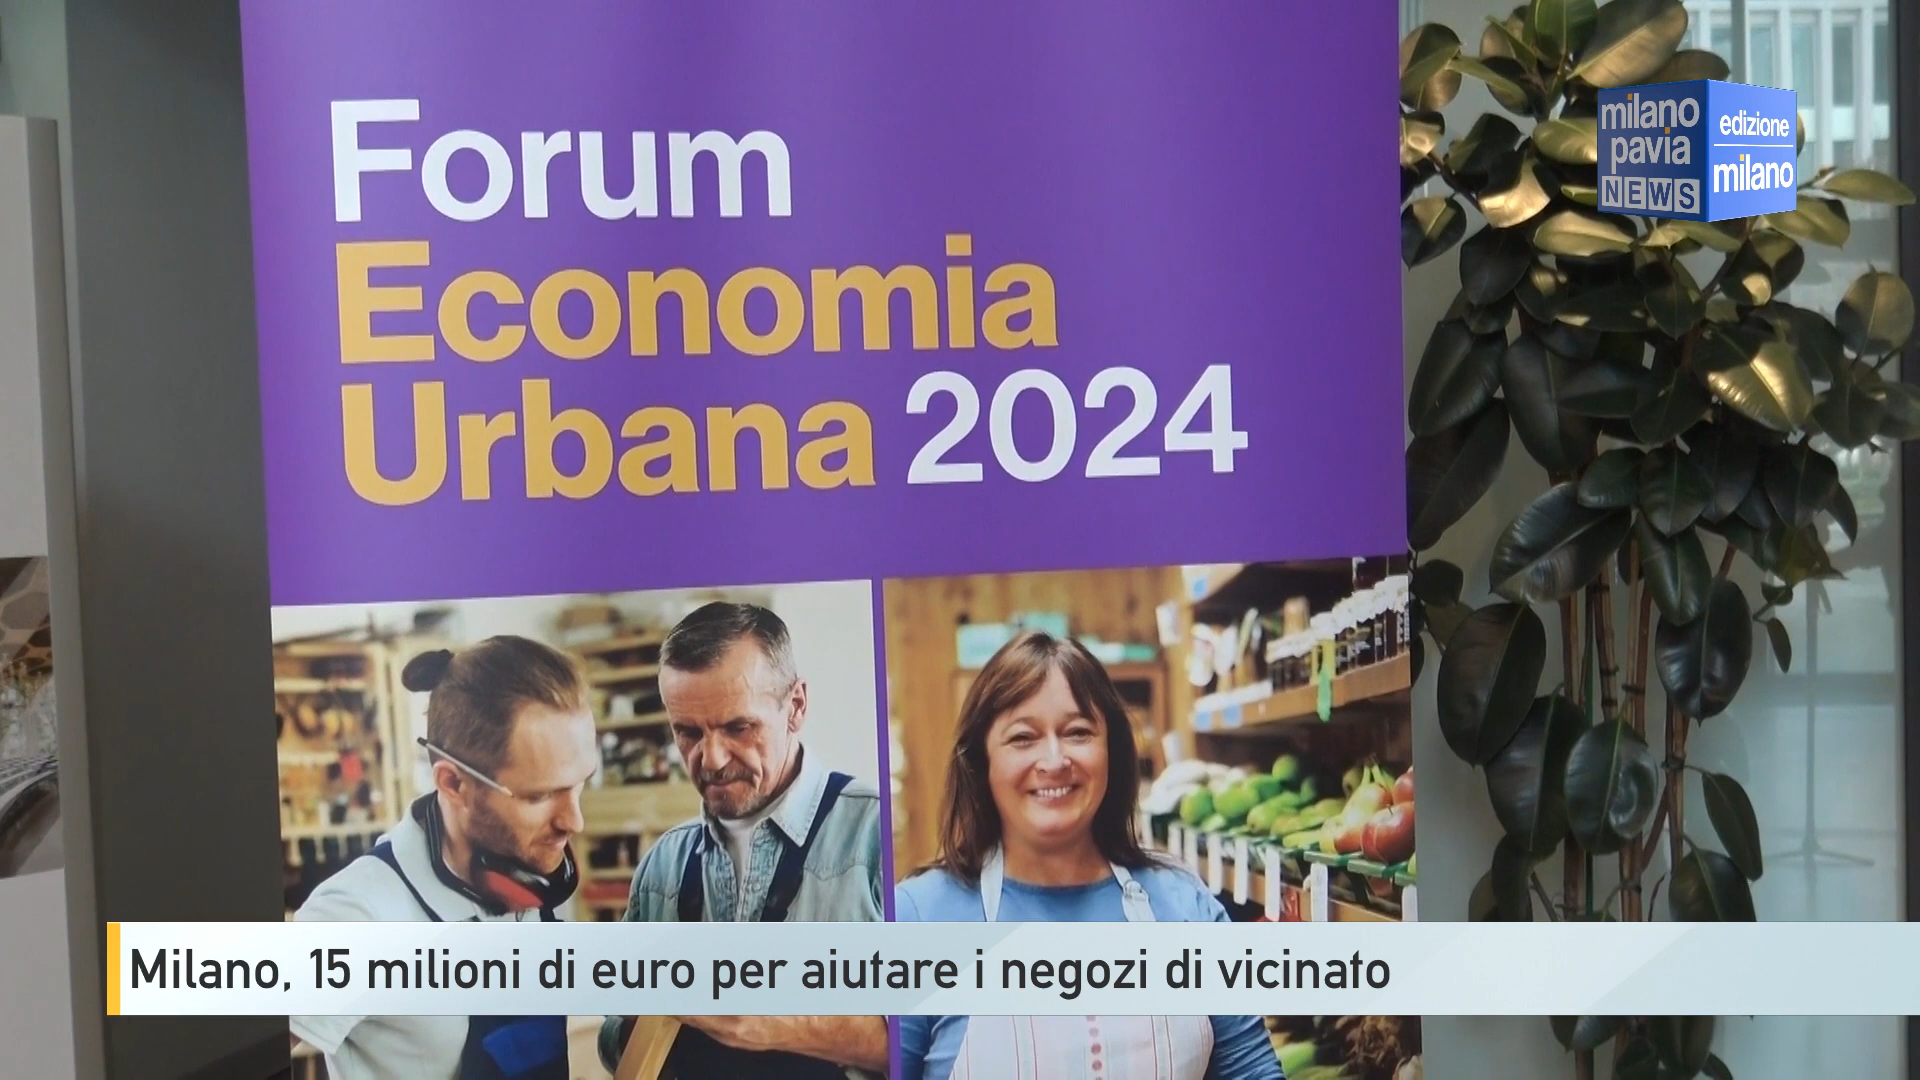 Forum
Economia
Urbana 2024
milano
pavia
NEWS
edizione
milano
Milano, 15 milioni di euro per aiutare i negozi di vicinato